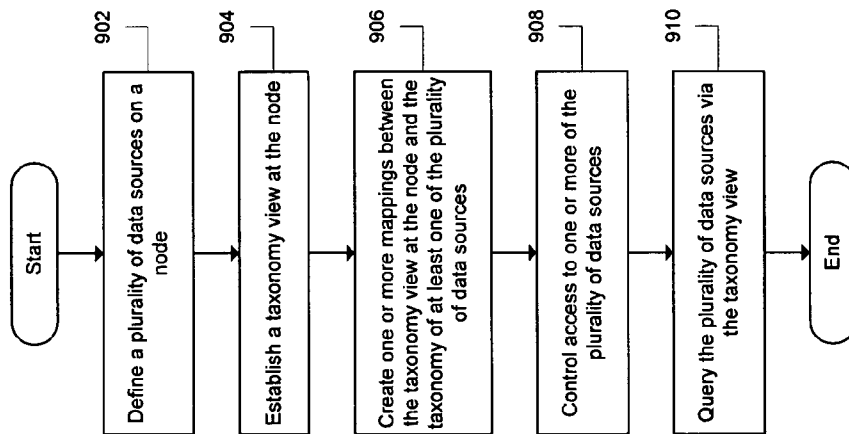 Start
Define a plurality of data sources on a
node
902
Establish a taxonomy view at the node
904
Create one or more mappings between
the taxonomy view at the node and the
taxonomy of at least one of the plurality
of data sources
906
Control access to one or more of the
plurality of data sources
908
Query the plurality of data sources via
the taxonomy view
910
End